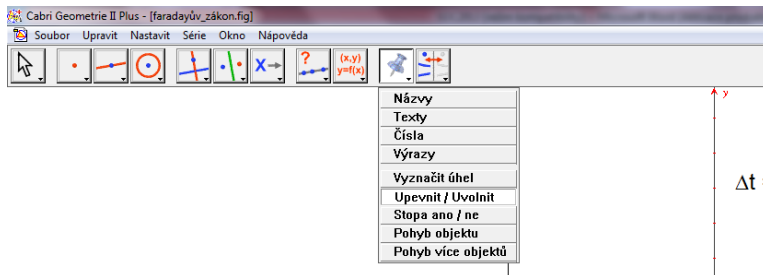 Cabri Geometrie II Plus - [faradayův_zákon.fig]
Soubor Upravit Nastavit Série Okno Nápovéda
? (x,y)
X→ y=f(x)
Názvy
Texty
Čísla
Výrazy
Vyznačit úhel
Upevnit / Uvolnit
Stopa ano / ne
Pohyb objektu
Pohyb více objektů
y
Δt